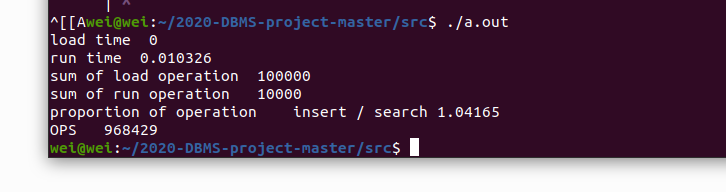 | ^
^[[Awei@wei:~/2020-DBMS-project-master/src$ ./a.out
load time  0
run time  0.010326
sum of load operation  100000
sum of run operation   10000
proportion of operation    insert / search 1.04165
OPS   968429
wei@wei:~/2020-DBMS-project-master/src$